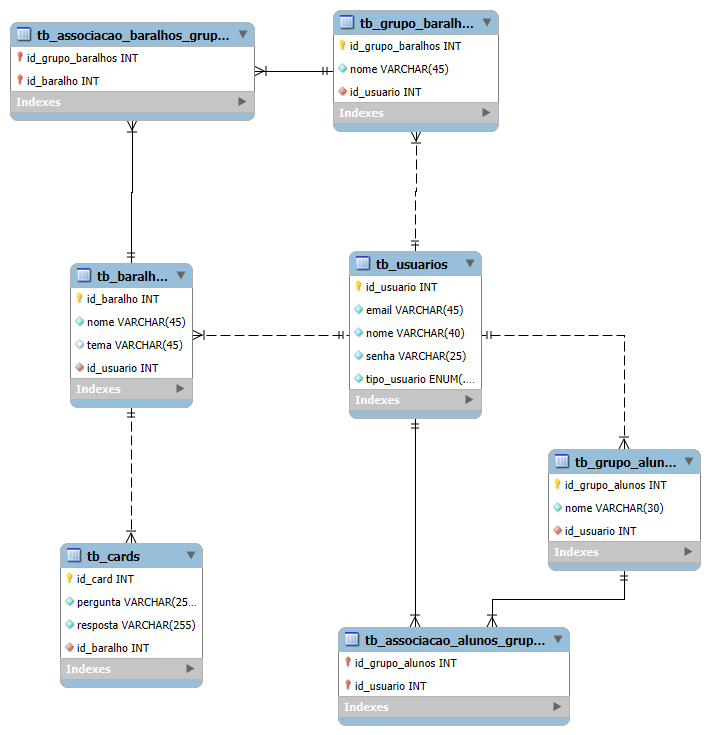 tb_associacao_baralhos_grup...
id_grupo_baralhos INT
id_baralho INT
Indexes
tb_grupo_baralh...
id_grupo_baralhos INT
nome VARCHAR(45)
id_usuario INT
Indexes
tb_baralh...
id_baralho INT
nome VARCHAR(45)
tema VARCHAR(45)
id_usuario INT
Indexes
tb_usuarios
id_usuario INT
email VARCHAR(45)
nome VARCHAR(40)
senha VARCHAR(25)
tipo_usuario ENUM(....
Indexes
tb_grupo_alun...
id_grupo_alunos INT
nome VARCHAR(30)
id_usuario INT
Indexes
tb_cards
id_card INT
pergunta VARCHAR(25...
resposta VARCHAR(255)
id_baralho INT
Indexes
tb_associacao_alunos_grup...
id_grupo_alunos INT
id_usuario INT
Indexes